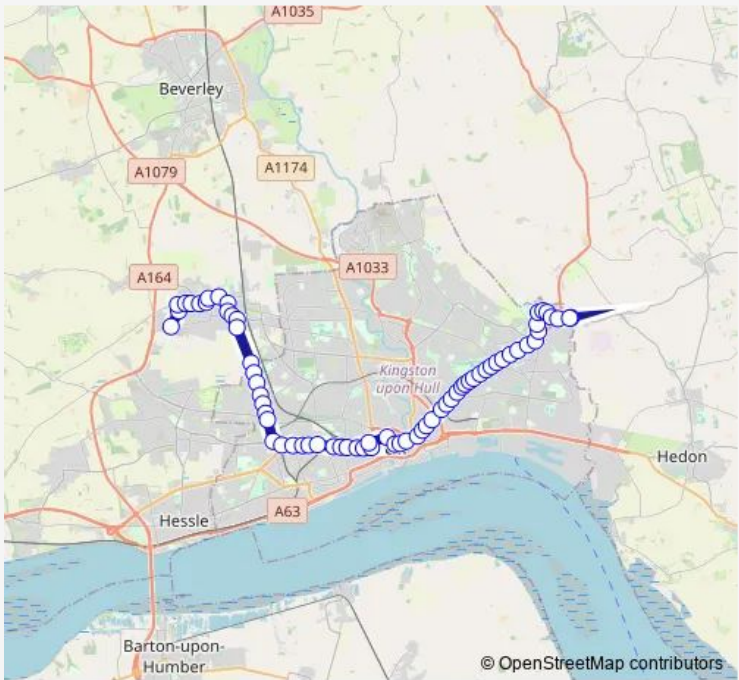 A1035
Beverley
A1079
A1174
A164
A1033
Kingston
upon Hull
Hedon
Hessle
A63
Barton-upon-
Humber
© OpenStreetMap contributors